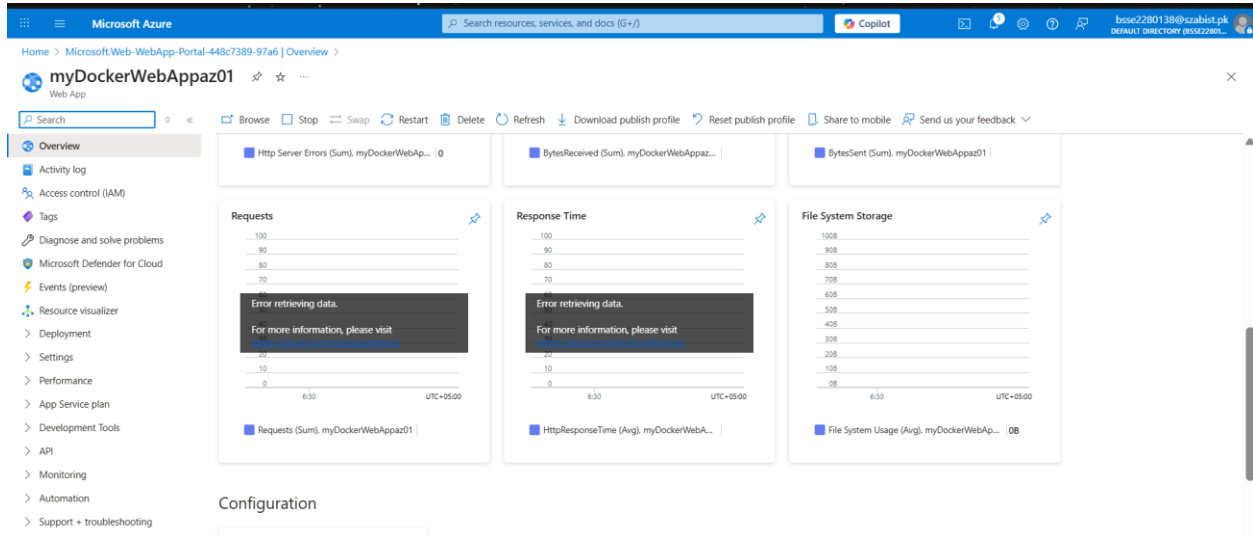 Microsoft Azure
Search resources, services, and docs (G+/)
Copilot
1
bsse2280138@szabist.pk
DEFAULT DIRECTORY (BSSE22801...
Home > Microsoft.Web-WebApp-Portal-448c7389-97a6 | Overview >
myDockerWebAppaz01
Web App
Search
Browse Stop Swap Restart Delete Refresh Download publish profile Reset publish profile Share to mobile Send us your feedback
Overview
Activity log
Access control (IAM)
Tags
Diagnose and solve problems
Microsoft Defender for Cloud
Events (preview)
Resource visualizer
Deployment
Settings
Performance
App Service plan
Development Tools
API
Monitoring
Automation
Support + troubleshooting
Http Server Errors (Sum), myDockerWebAp... 0
BytesReceived (Sum), myDockerWebAppaz...
BytesSent (Sum), myDockerWebAppaz01
Requests
100
90
80
70
Error retrieving data.
For more information, please visit
20
10
0
6:30 UTC+05:00
Requests (Sum), myDockerWebAppaz01
Response Time
100
90
80
70
Error retrieving data.
For more information, please visit
20
10
0
6:30 UTC+05:00
HttpResponseTime (Avg), myDockerWebA...
File System Storage
100B
90B
80B
70B
60B
50B
40B
30B
20B
10B
0B
6:30 UTC+05:00
File System Usage (Avg), myDockerWebAp... 0B
Configuration